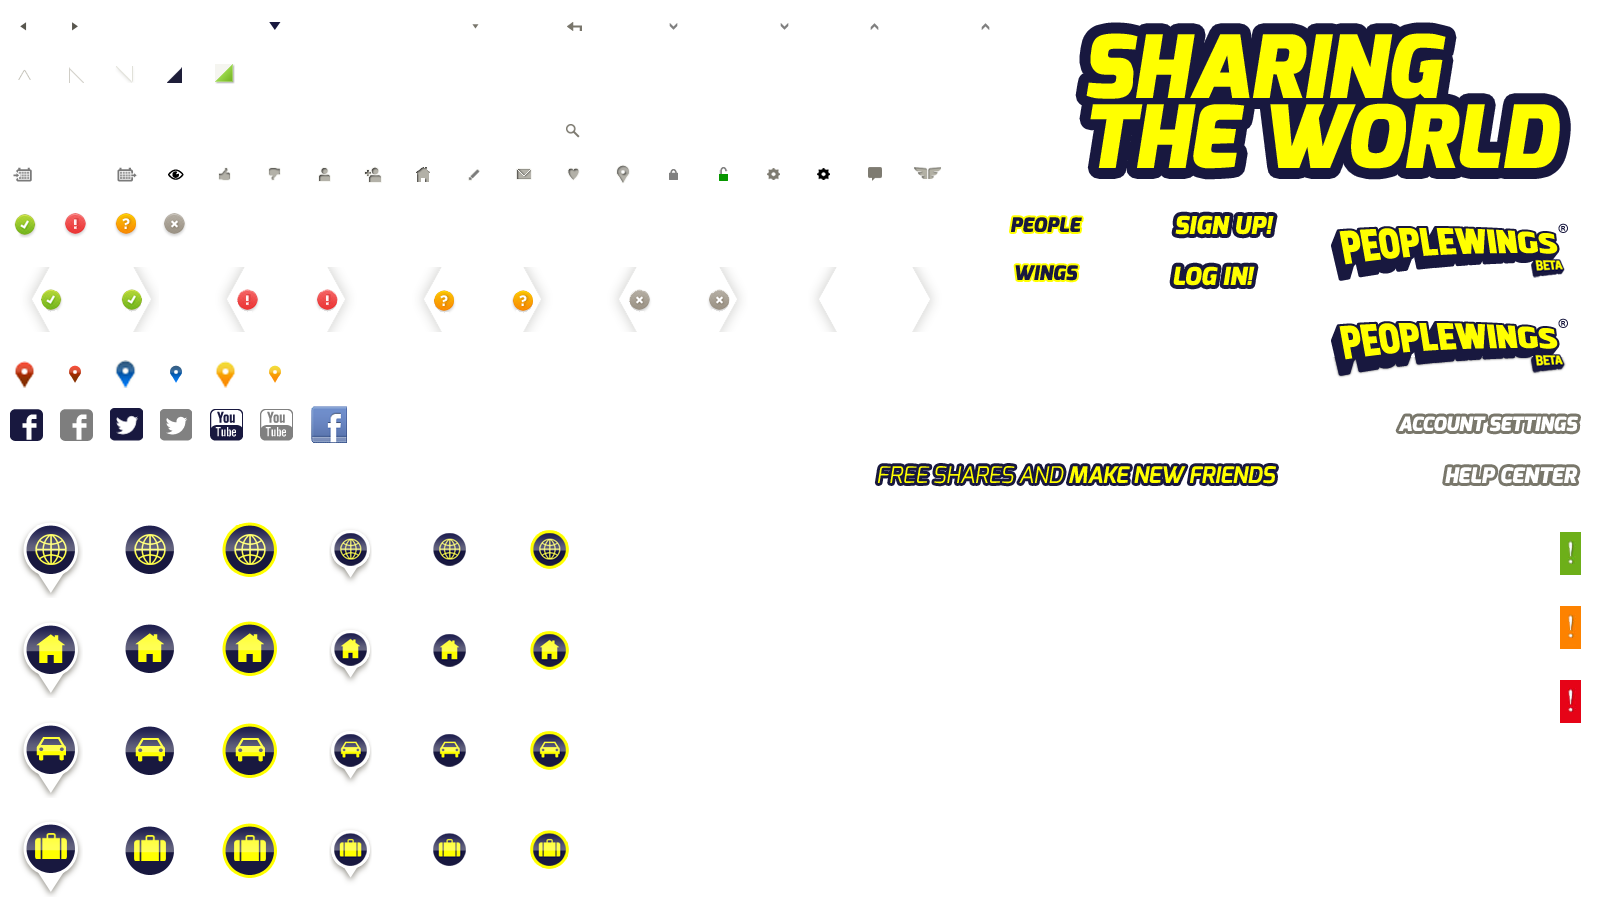 SHARING
THE WORLD
PEOPLE
SIGN UP!
PEOPLEWINGS®
BETA
WINGS
LOG IN!
PEOPLEWINGS®
BETA
You
Tube
You
Tube
ACCOUNT SETTINGS
FREE SHARES AND MAKE NEW FRIENDS
HELP CENTER